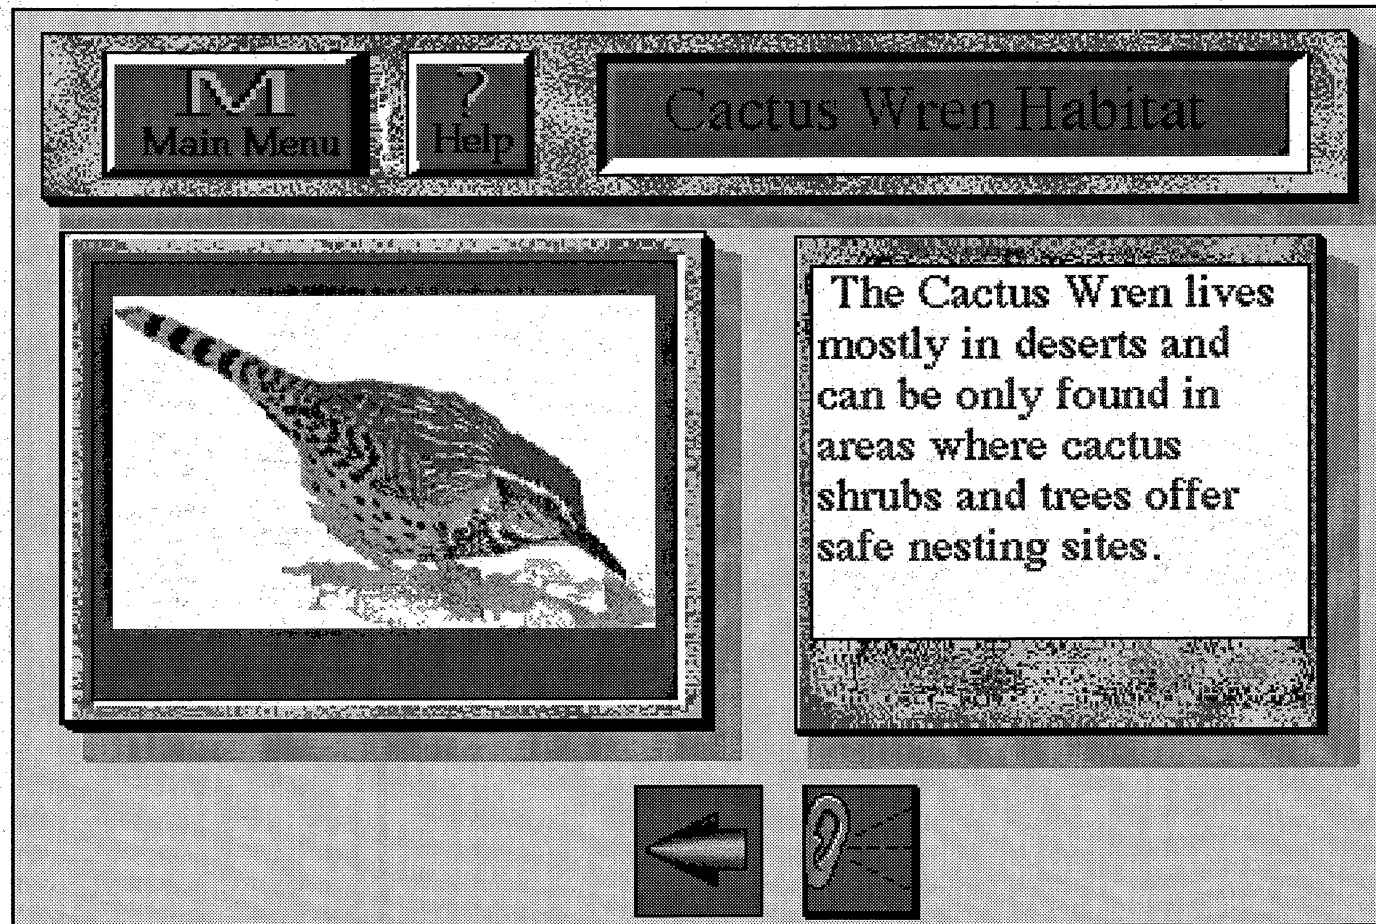 M
Main Menu
?
Help
Cactus Wren Habitat
The Cactus Wren lives
mostly in deserts and
can be only found in
areas where cactus
shrubs and trees offer
safe nesting sites.